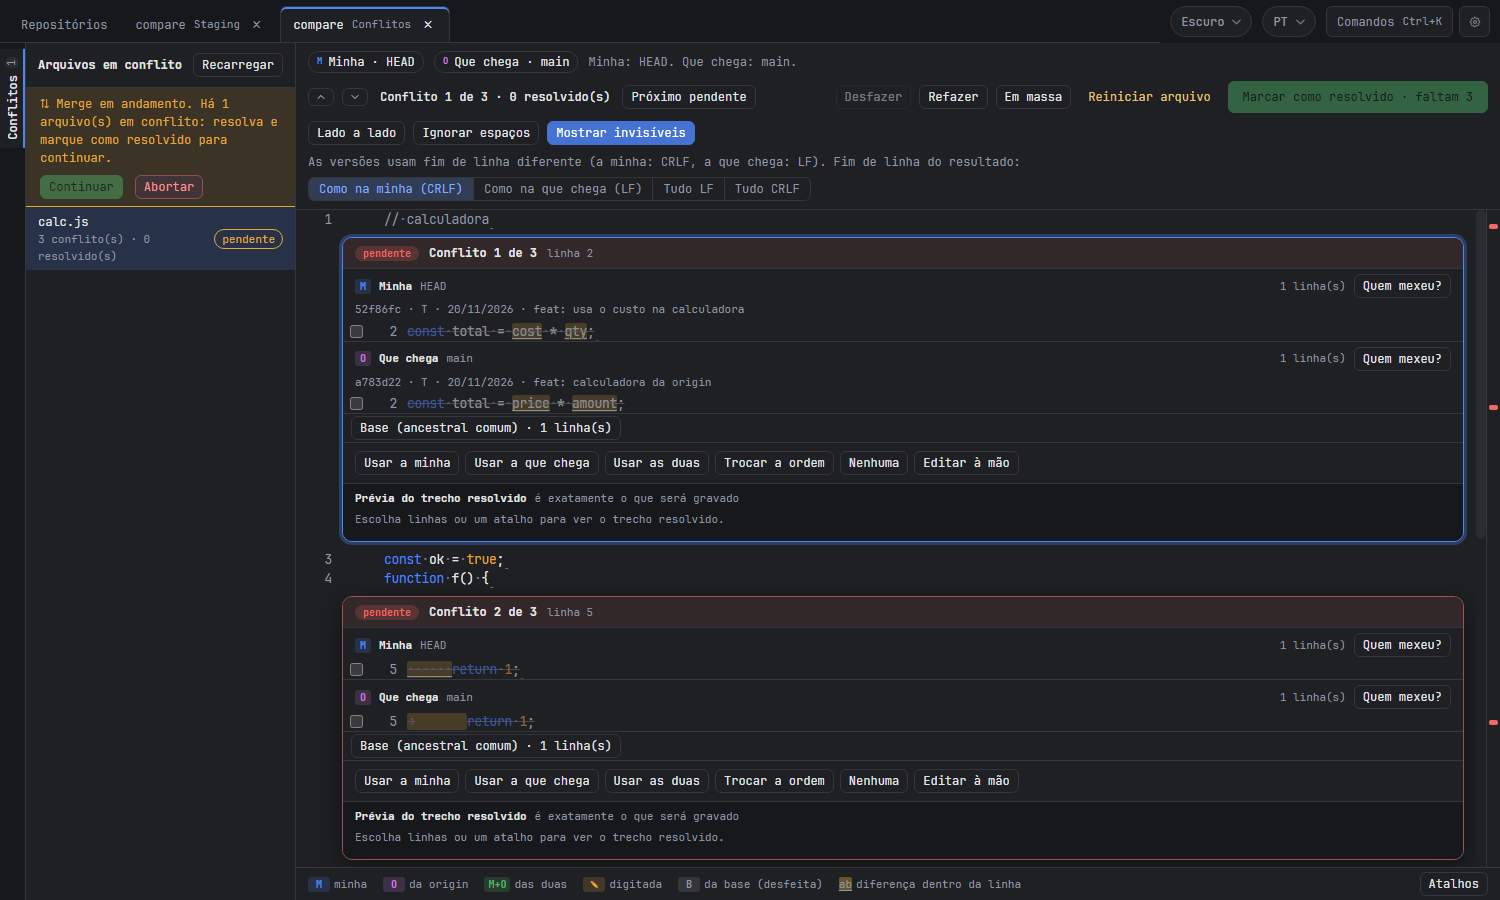 Repositórios
compare Staging ×
compare Conflitos ×
Escuro
PT
Comandos Ctrl+K
Conflitos 1
Arquivos em conflito
Recarregar
⇅ Merge em andamento. Há 1
arquivo(s) em conflito: resolva e
marque como resolvido para
continuar.
Continuar
Abortar
calc.js
3 conflito(s) · 0
resolvido(s)
pendente
M Minha · HEAD
O Que chega · main
Minha: HEAD. Que chega: main.
Conflito 1 de 3 · 0 resolvido(s)
Próximo pendente
Desfazer
Refazer
Em massa
Reiniciar arquivo
Marcar como resolvido · faltam 3
Lado a lado
Ignorar espaços
Mostrar invisíveis
As versões usam fim de linha diferente (a minha: CRLF, a que chega: LF). Fim de linha do resultado:
Como na minha (CRLF)
Como na que chega (LF)
Tudo LF
Tudo CRLF
1 //·calculadora
pendente Conflito 1 de 3 linha 2
M Minha HEAD
1 linha(s)
Quem mexeu?
52f86fc · T · 20/11/2026 · feat: usa o custo na calculadora
2 const·total·=·cost·*·qty;
O Que chega main
1 linha(s)
Quem mexeu?
a783d22 · T · 20/11/2026 · feat: calculadora da origin
2 const·total·=·price·*·amount;
Base (ancestral comum) · 1 linha(s)
Usar a minha
Usar a que chega
Usar as duas
Trocar a ordem
Nenhuma
Editar à mão
Prévia do trecho resolvido é exatamente o que será gravado
Escolha linhas ou um atalho para ver o trecho resolvido.
3 const·ok·=·true;
4 function·f()·{
pendente Conflito 2 de 3 linha 5
M Minha HEAD
1 linha(s)
Quem mexeu?
5 ······return·1;
O Que chega main
1 linha(s)
Quem mexeu?
5 →return·1;
Base (ancestral comum) · 1 linha(s)
Usar a minha
Usar a que chega
Usar as duas
Trocar a ordem
Nenhuma
Editar à mão
Prévia do trecho resolvido é exatamente o que será gravado
Escolha linhas ou um atalho para ver o trecho resolvido.
M minha
O da origin
M+O das duas
digitada
B da base (desfeita)
ab diferença dentro da linha
Atalhos